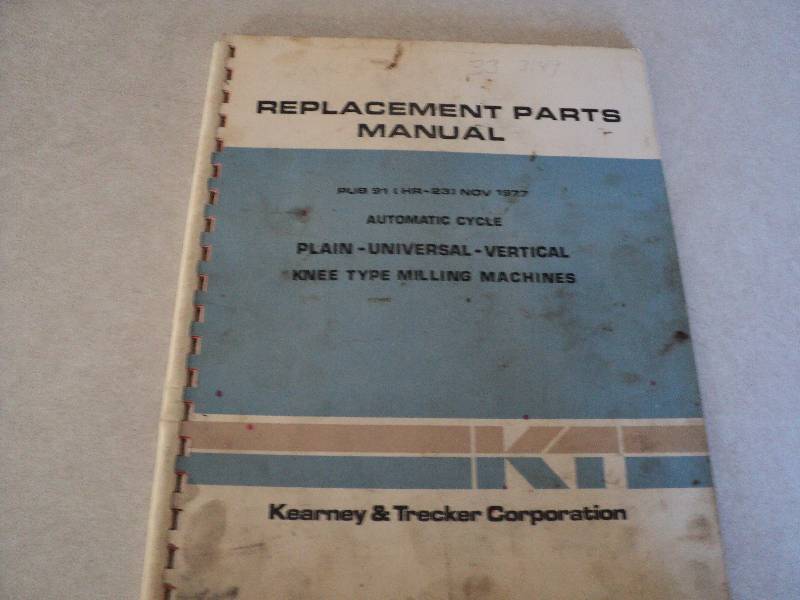 REPLACEMENT PARTS
MANUAL
PUB 91 (HR-23) NOV 1977
AUTOMATIC CYCLE
PLAIN - UNIVERSAL - VERTICAL
KNEE TYPE MILLING MACHINES
KT
Kearney & Trecker Corporation